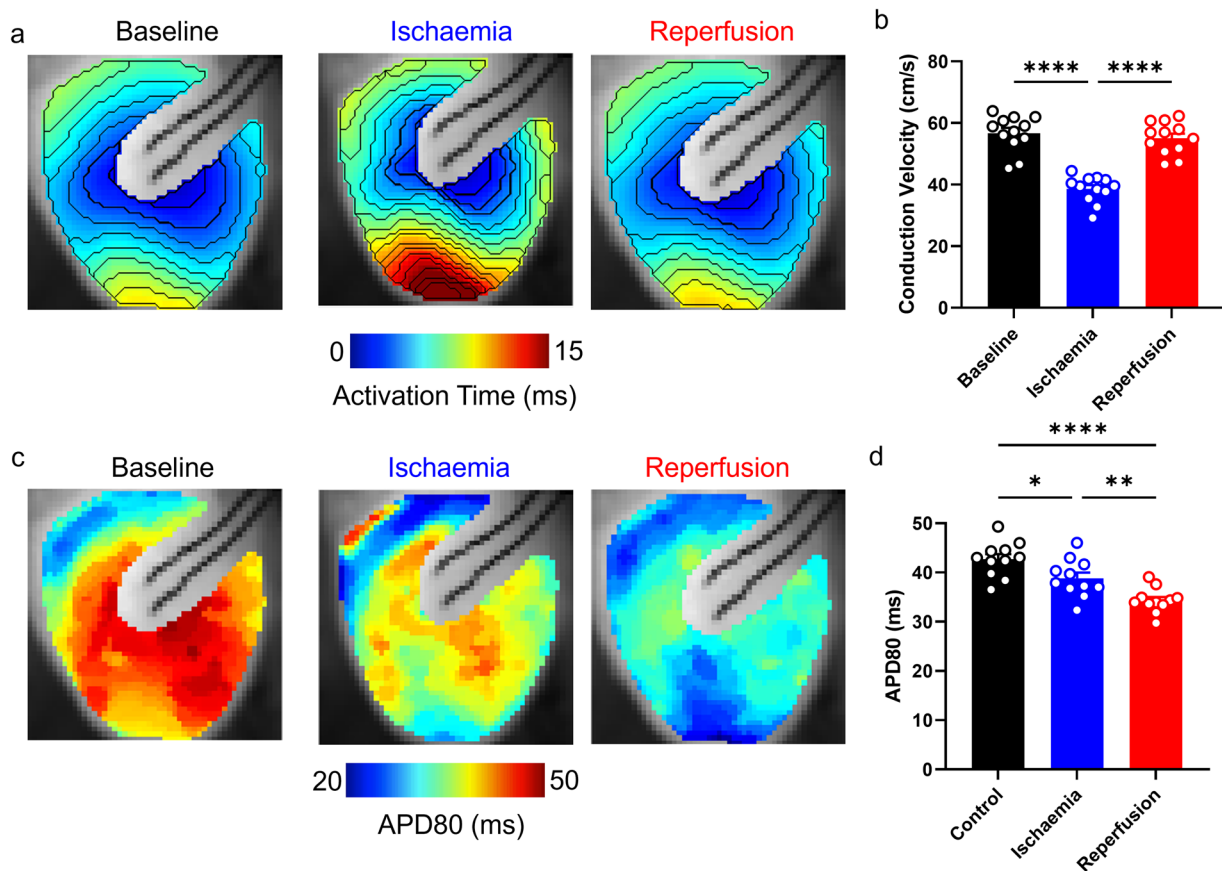 a
Baseline
Ischaemia
Reperfusion
0
15
Activation Time (ms)
b
Conduction Velocity (cm/s)
80
60
40
20
0
****
****
Baseline
Ischaemia
Reperfusion
c
Baseline
Ischaemia
Reperfusion
20
50
APD80 (ms)
d
APD80 (ms)
50
40
30
20
10
0
****
*
**
Control
Ischaemia
Reperfusion